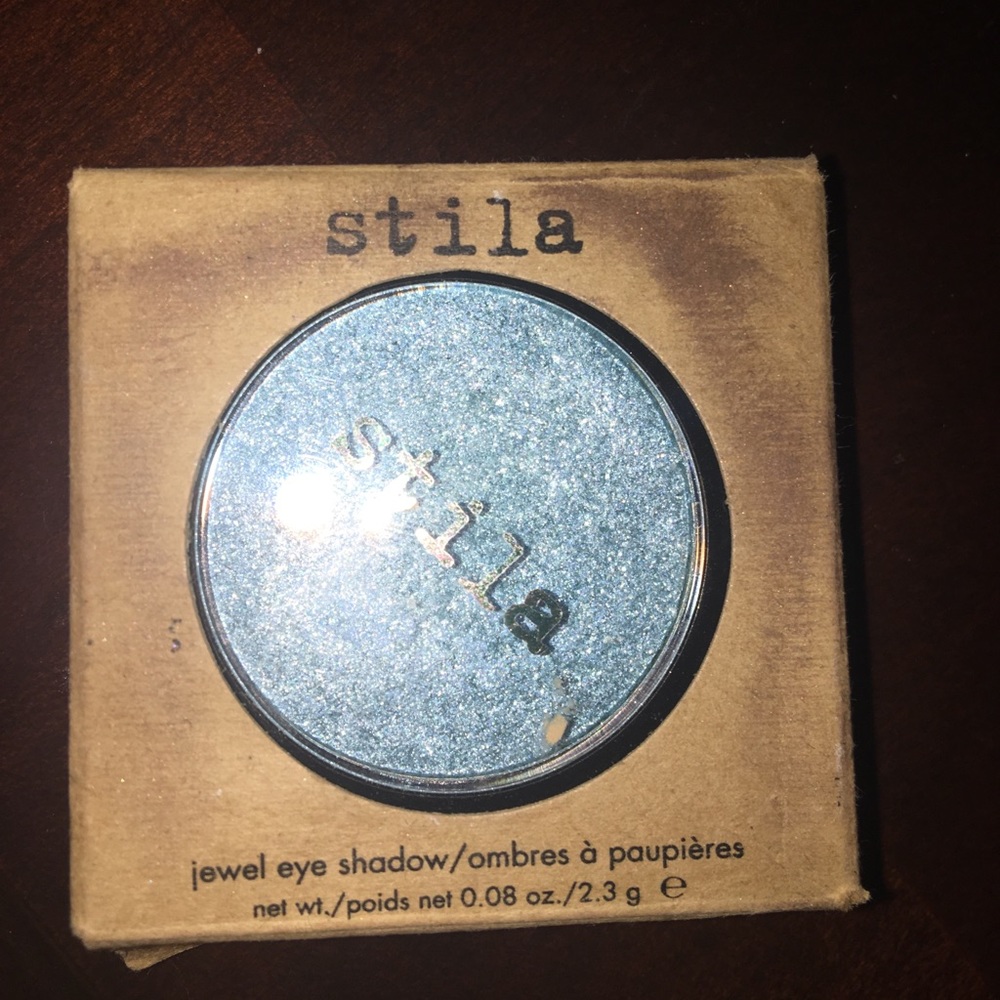 stila
stila
jewel eye shadow/ombres à paupières
net wt./poids net 0.08 oz./2.3 g ℮